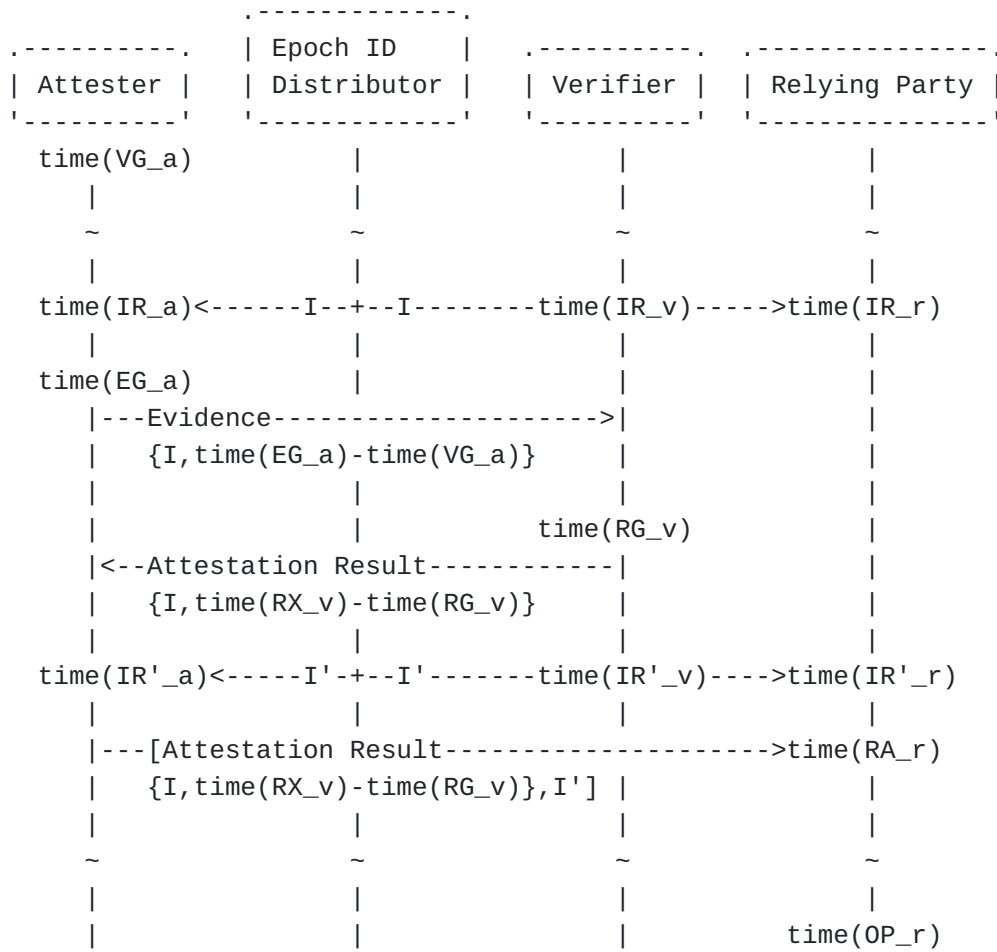 .-------------.
.----------.   | Epoch ID    |   .----------.  .---------------.
| Attester |   | Distributor |   | Verifier |  | Relying Party |
'----------'   '-------------'   '----------'  '---------------'
  time(VG_a)          |                |               |
     |                |                |               |
     ~                ~                ~               ~
     |                |                |               |
  time(IR_a)<------I--+--I--------time(IR_v)----->time(IR_r)
     |                |                |               |
  time(EG_a)          |                |               |
     |---Evidence--------------------->|               |
     |   {I,time(EG_a)-time(VG_a)}     |               |
     |                |                |               |
     |                |           time(RG_v)           |
     |<--Attestation Result------------|               |
     |   {I,time(RX_v)-time(RG_v)}     |               |
     |                |                |               |
  time(IR'_a)<-----I'-+--I'-------time(IR'_v)---->time(IR'_r)
     |                |                |               |
     |---[Attestation Result--------------------->time(RA_r)
     |   {I,time(RX_v)-time(RG_v)},I'] |               |
     |                |                |               |
     ~                ~                ~               ~
     |                |                |               |
     |                |                |          time(OP_r)